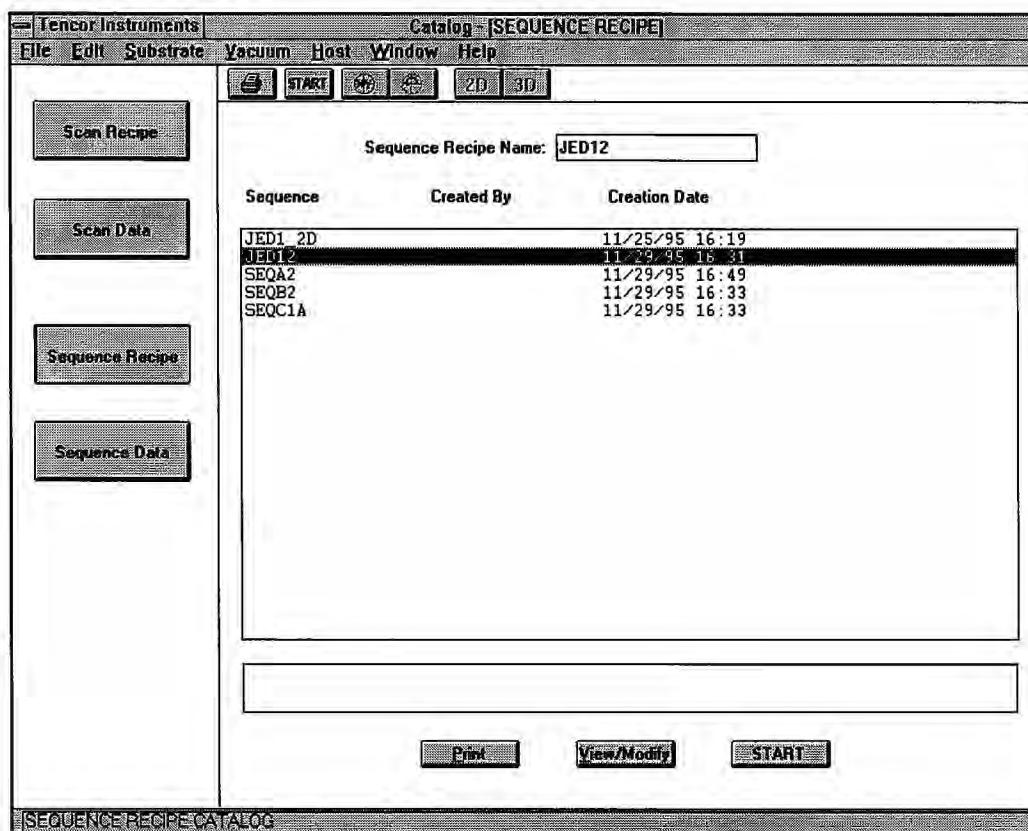 Tencor Instruments
Catalog - [SEQUENCE RECIPE]
File Edit Substrate Vacuum Host Window Help
START 2D 3D
Scan Recipe
Scan Data
Sequence Recipe
Sequence Data
Sequence Recipe Name: JED12
Sequence Created By Creation Date
JED1_2D 11/25/95 16:19
JED12 11/29/95 16:31
SEQA2 11/29/95 16:49
SEQB2 11/29/95 16:33
SEQC1A 11/29/95 16:33
Print View/Modify START
[SEQUENCE RECIPE CATALOG